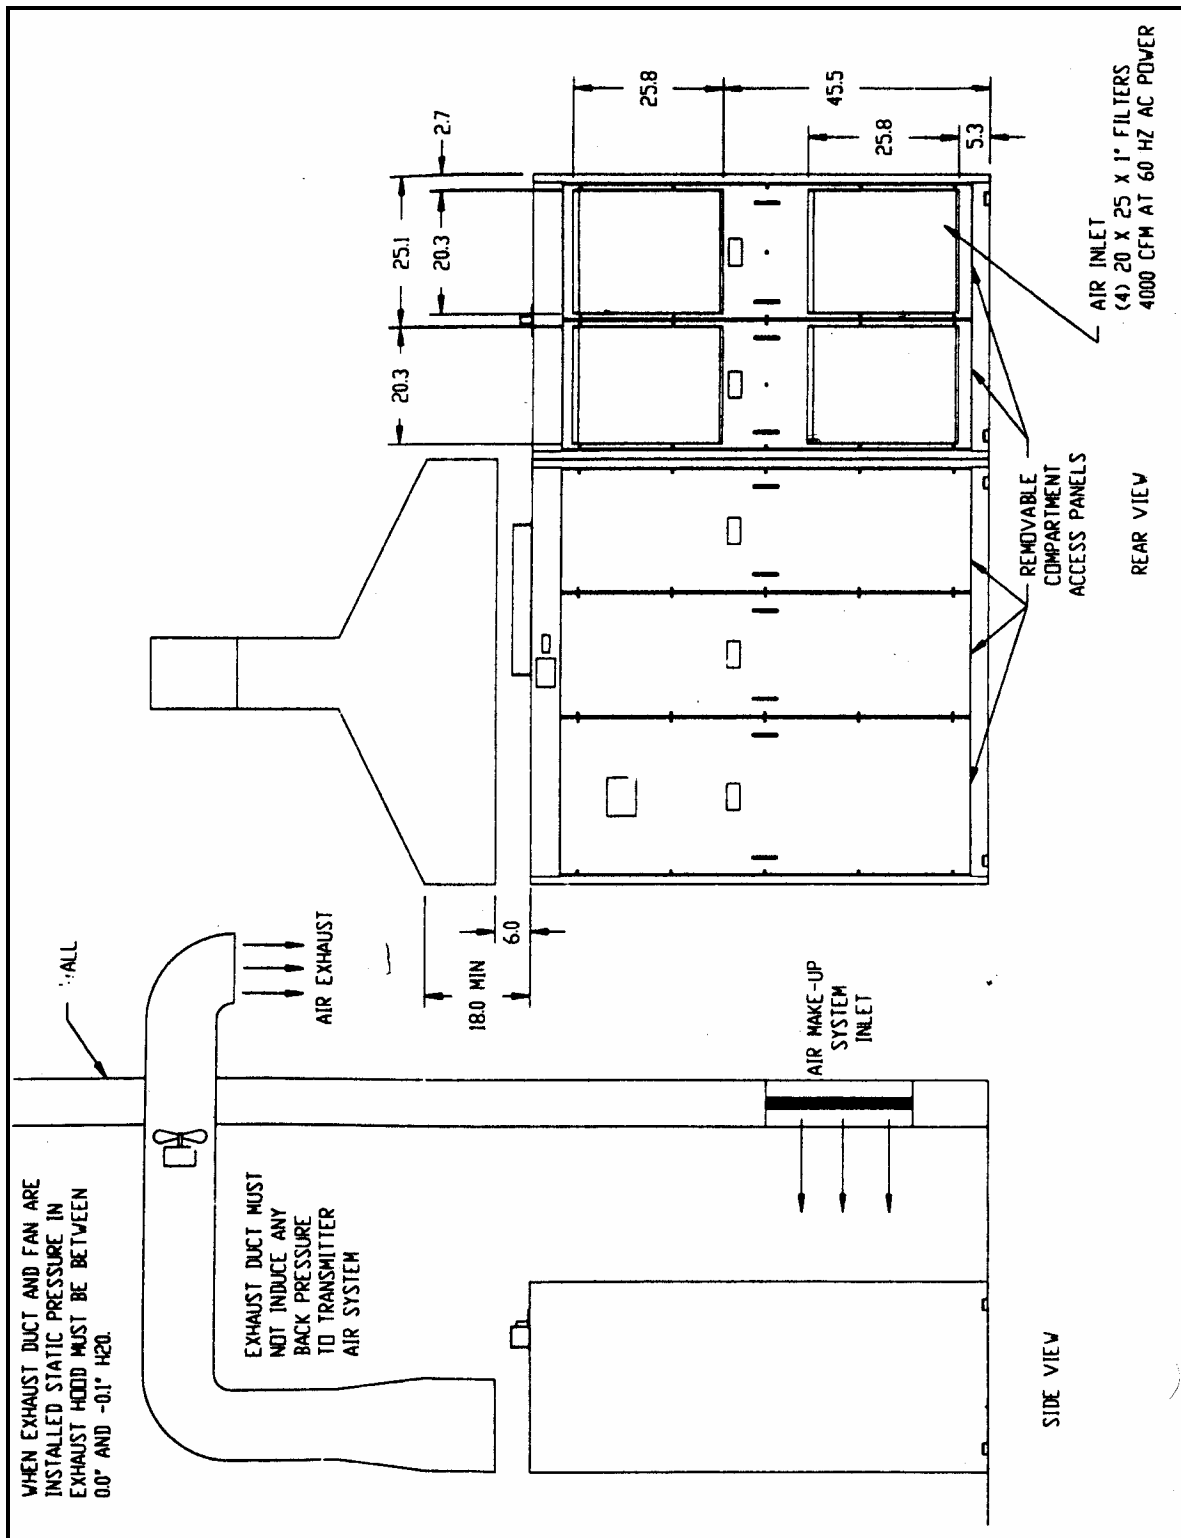 WHEN EXHAUST DUCT AND FAN ARE
INSTALLED STATIC PRESSURE IN
EXHAUST HOOD MUST BE BETWEEN
0.0" AND -0.1" H2O.
EXHAUST DUCT MUST
NOT INDUCE ANY
BACK PRESSURE
TO TRANSMITTER
AIR SYSTEM
AIR EXHAUST
AIR MAKE-UP
SYSTEM
INLET
SIDE VIEW
18.0 MIN
6.0
20.3
25.1
20.3
2.7
25.8
45.5
25.8
5.3
AIR INLET
(4) 20 X 25 X 1" FILTERS
4000 CFM AT 60 HZ AC POWER
REMOVABLE
COMPARTMENT
ACCESS PANELS
REAR VIEW